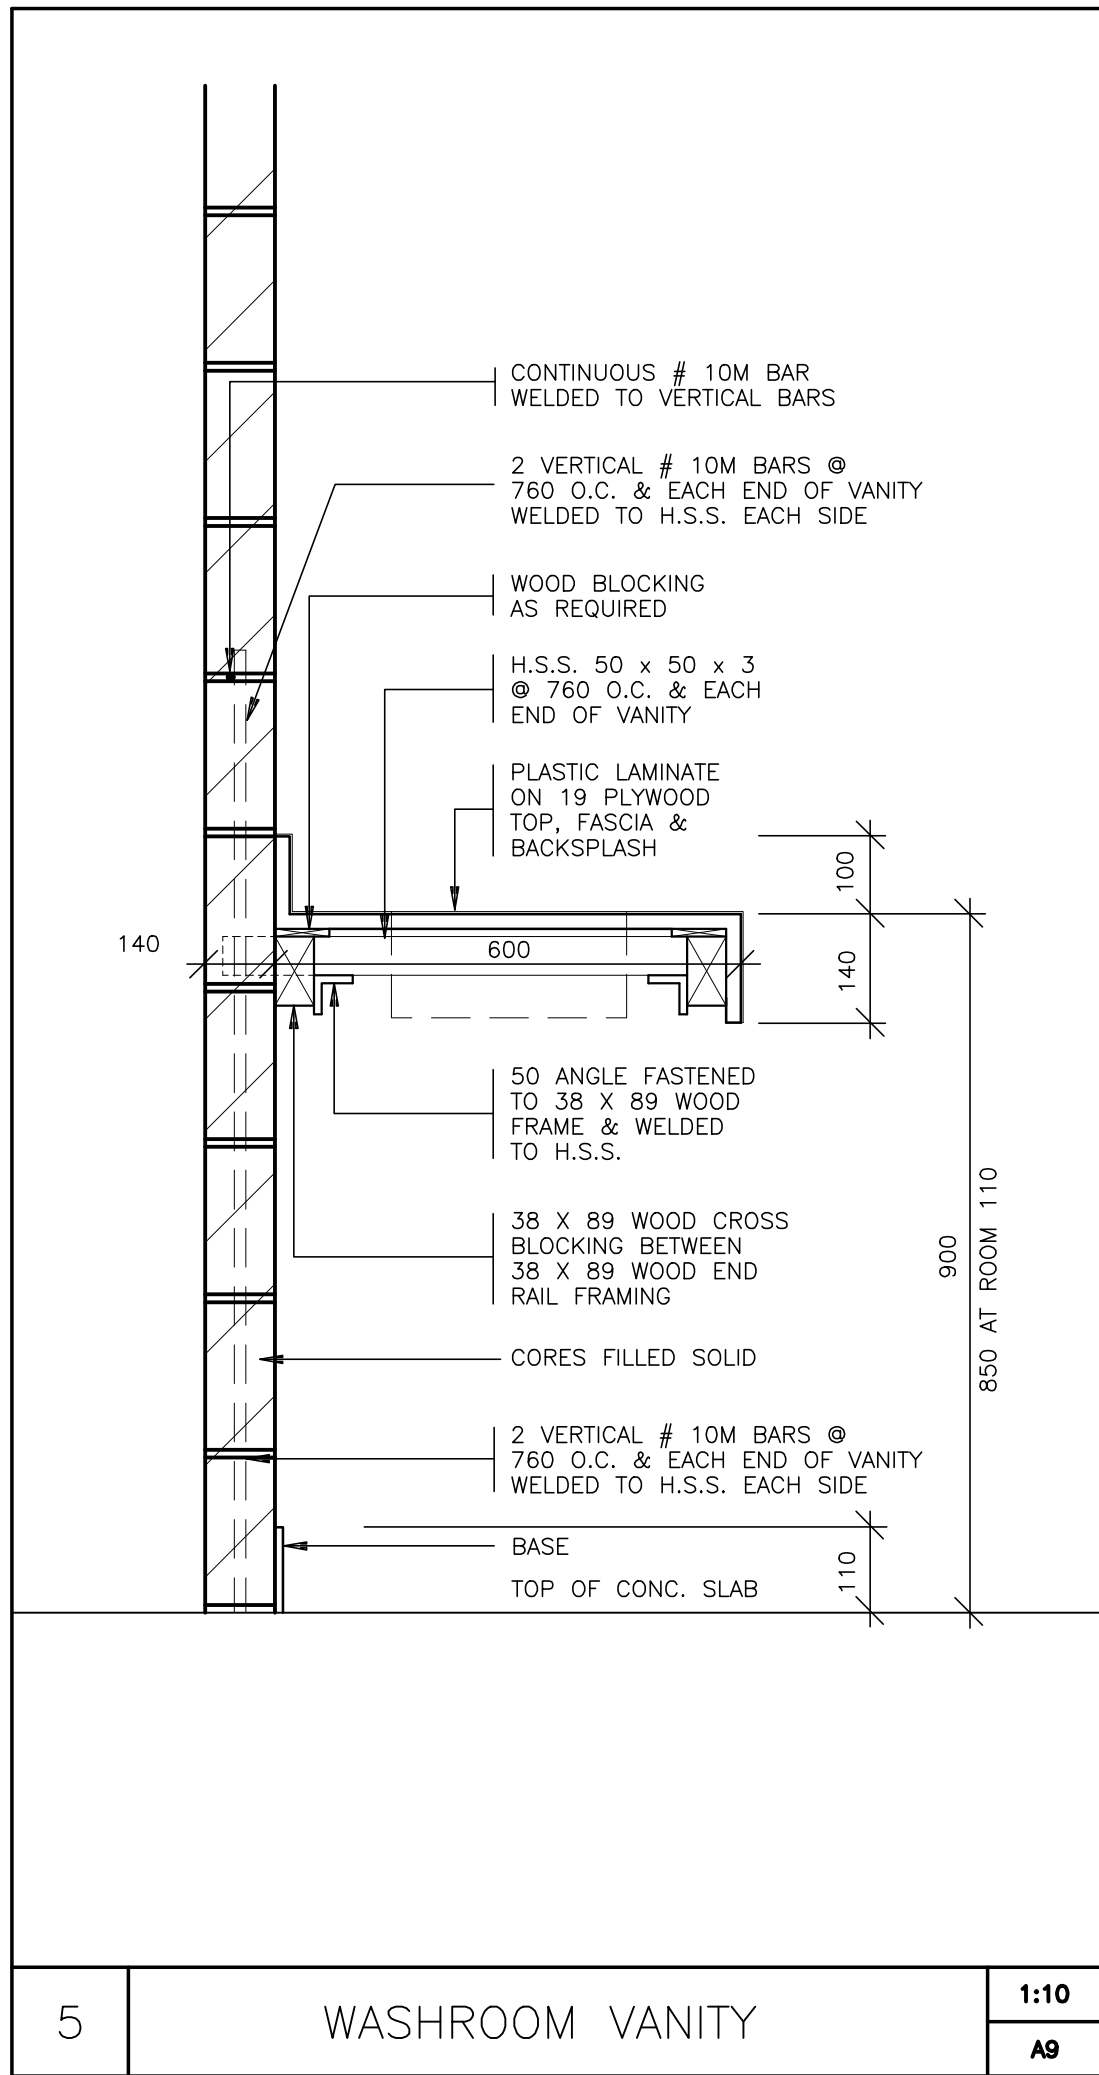 CONTINUOUS # 10M BAR
WELDED TO VERTICAL BARS
2 VERTICAL # 10M BARS @
760 O.C. & EACH END OF VANITY
WELDED TO H.S.S. EACH SIDE
WOOD BLOCKING
AS REQUIRED
H.S.S. 50 x 50 x 3
@ 760 O.C. & EACH
END OF VANITY
PLASTIC LAMINATE
ON 19 PLYWOOD
TOP, FASCIA &
BACKSPLASH
100
140
600
140
50 ANGLE FASTENED
TO 38 X 89 WOOD
FRAME & WELDED
TO H.S.S.
38 X 89 WOOD CROSS
BLOCKING BETWEEN
38 X 89 WOOD END
RAIL FRAMING
900
850 AT ROOM 110
CORES FILLED SOLID
2 VERTICAL # 10M BARS @
760 O.C. & EACH END OF VANITY
WELDED TO H.S.S. EACH SIDE
BASE
110
TOP OF CONC. SLAB
5
WASHROOM VANITY
1:10
A9